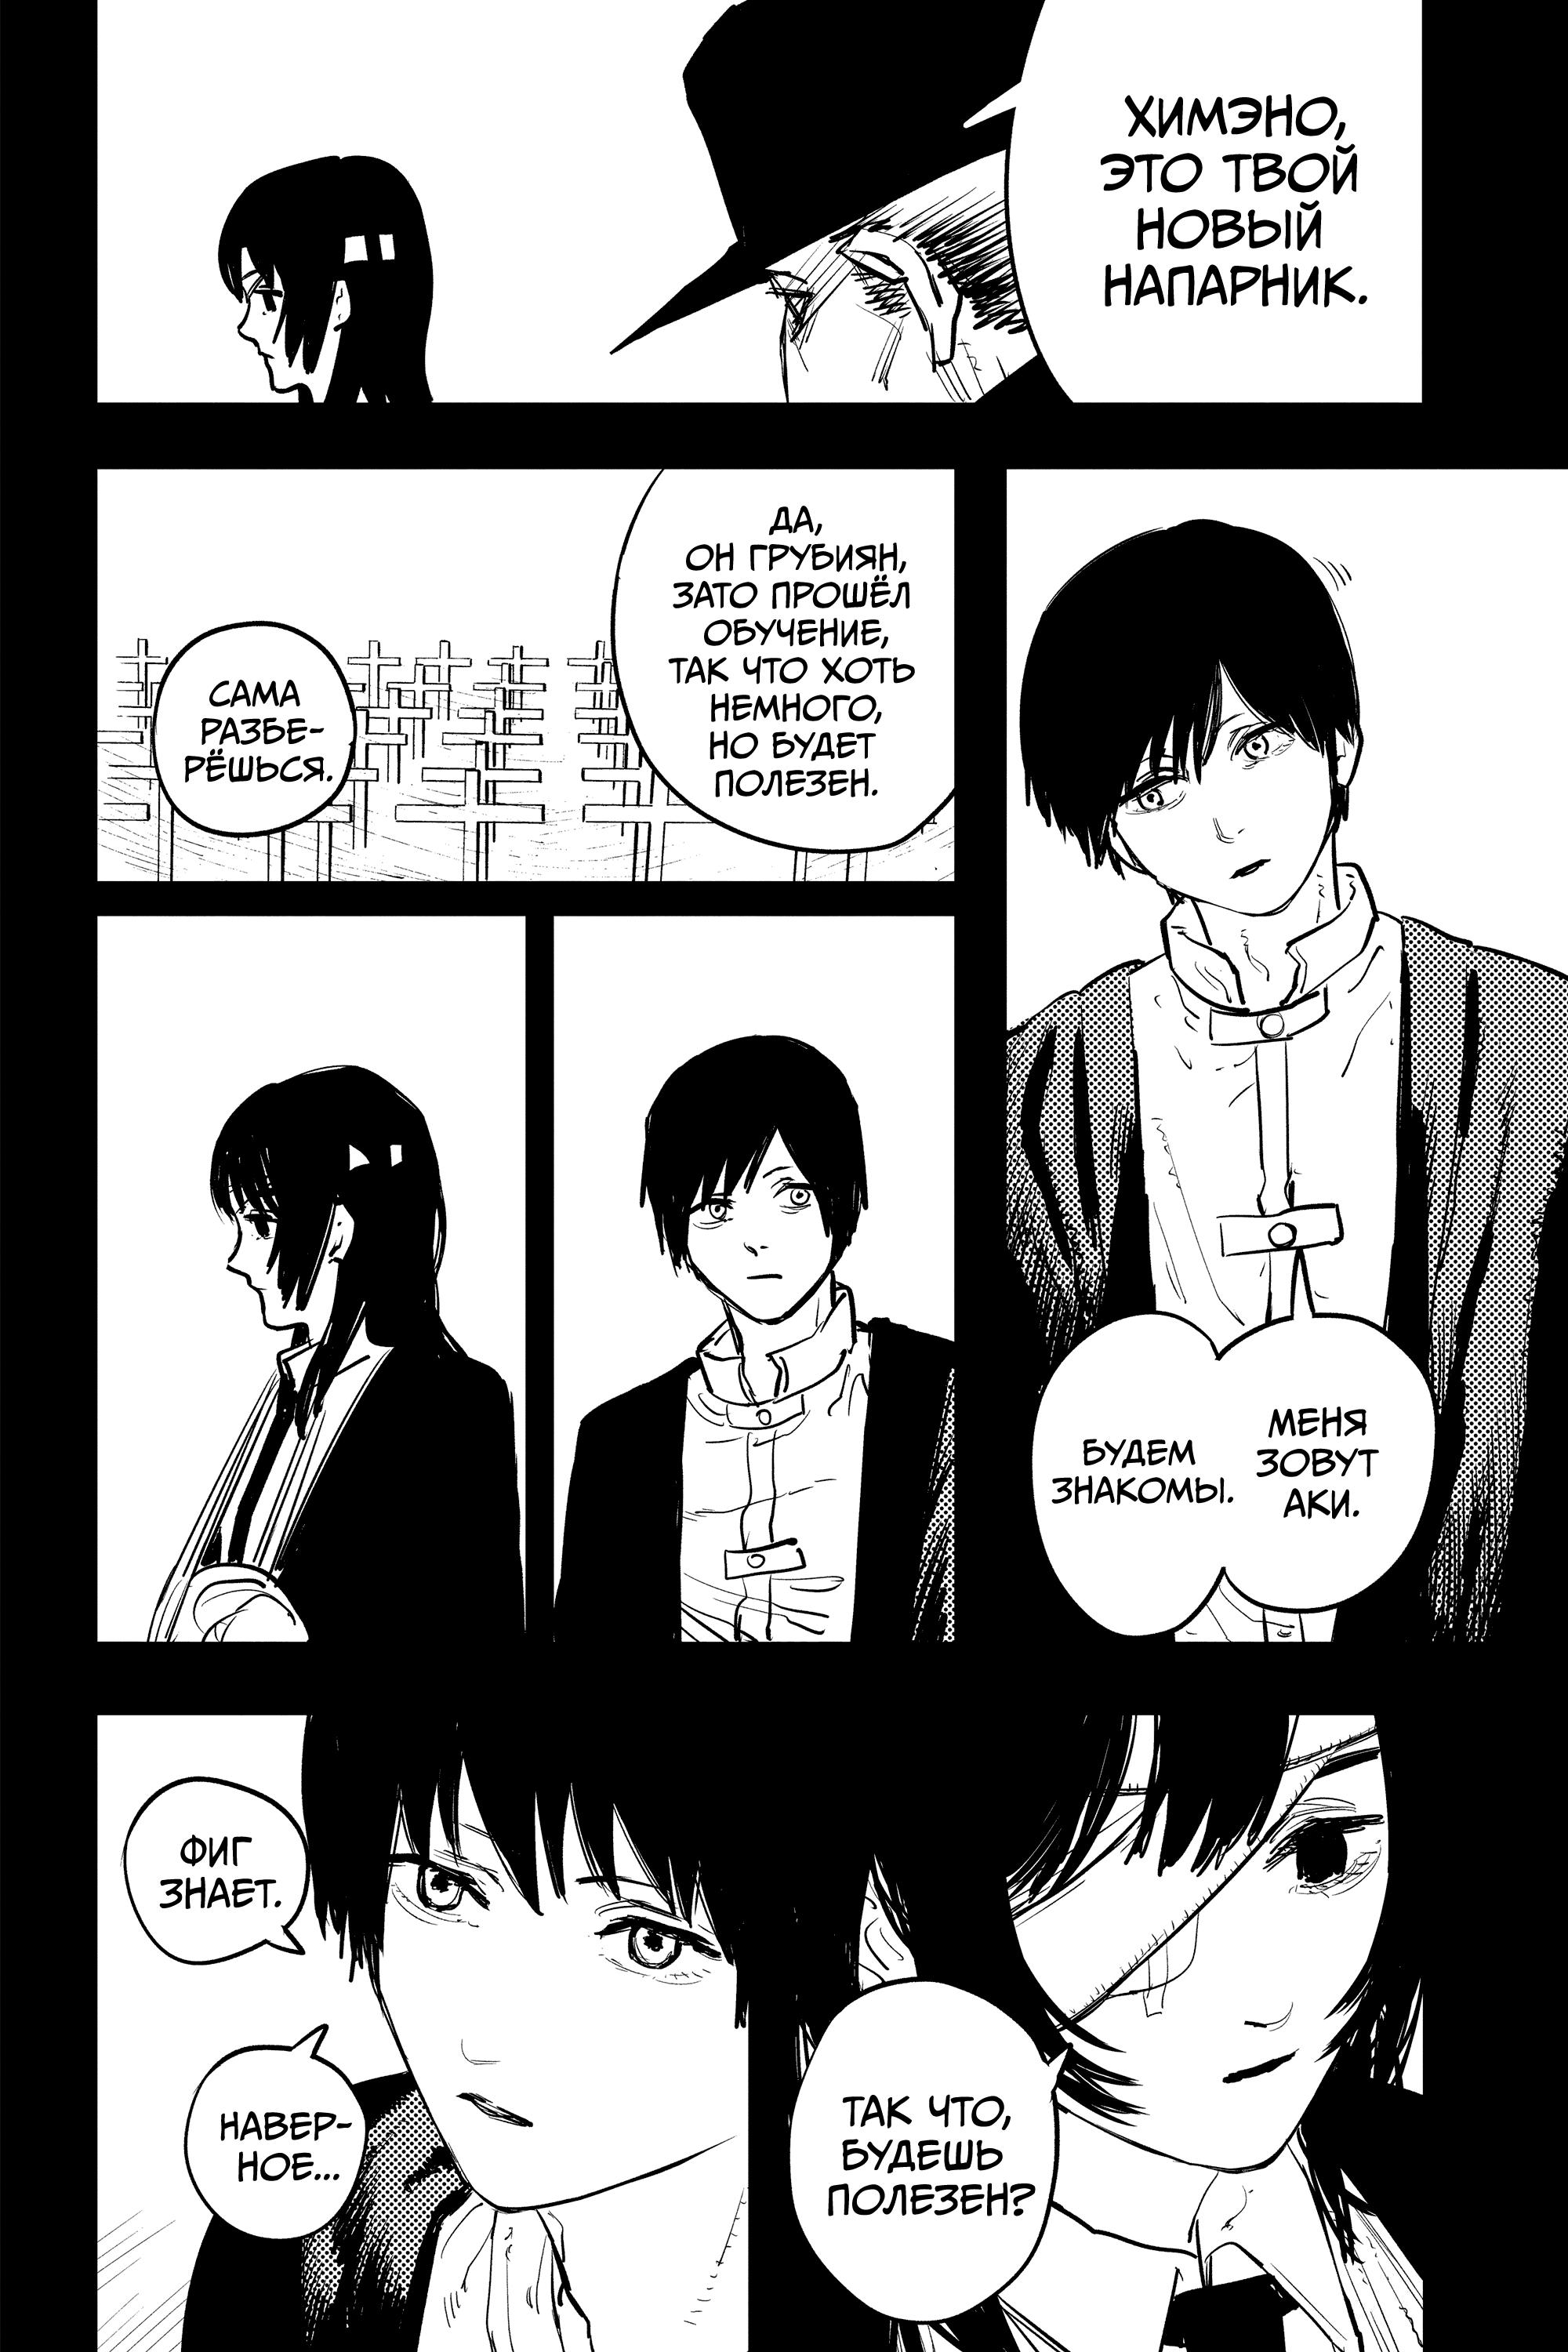 ХИМЭНО,
ЭТО ТВОЙ
НОВЫЙ
НАПАРНИК.
МЕНЯ
ЗОВУТ
АКИ.
БУДЕМ
ЗНАКОМЫ.
ДА,
ОН ГРУБИЯН,
ЗАТО ПРОШЁЛ
ОБУЧЕНИЕ,
ТАК ЧТО ХОТЬ
НЕМНОГО,
НО БУДЕТ
ПОЛЕЗЕН.
САМА
РАЗБЕ-
РЁШЬСЯ.
ТАК ЧТО,
БУДЕШЬ
ПОЛЕЗЕН?
ФИГ
ЗНАЕТ.
НАВЕР-
НОЕ...